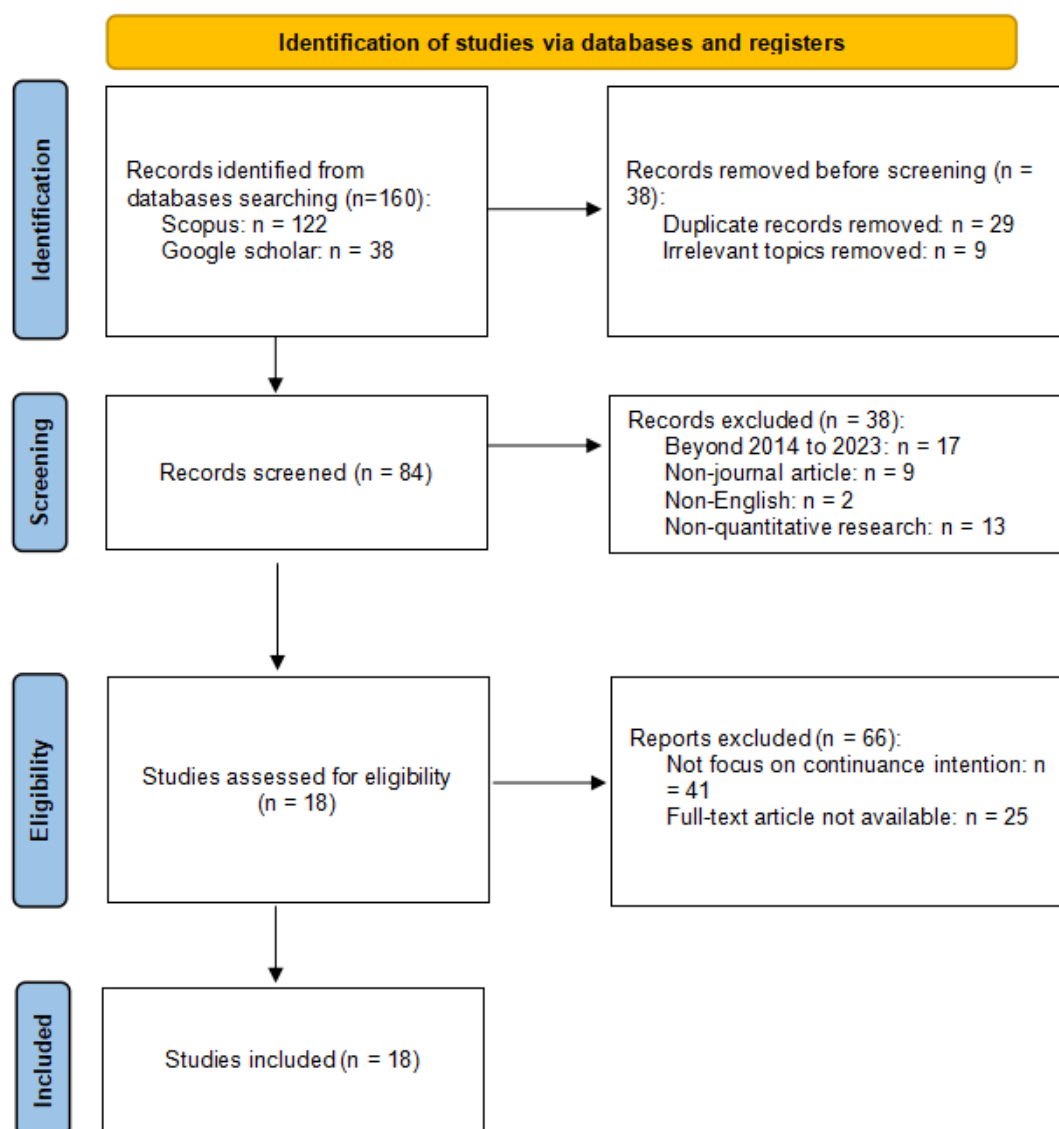 Identification of studies via databases and registers
Identification
Records identified from
databases searching (n=160):
Scopus: n = 122
Google scholar: n = 38
Records removed before screening (n =
38):
Duplicate records removed: n = 29
Irrelevant topics removed: n = 9
Screening
Records screened (n = 84)
Records excluded (n = 38):
Beyond 2014 to 2023: n = 17
Non-journal article: n = 9
Non-English: n = 2
Non-quantitative research: n = 13
Eligibility
Studies assessed for eligibility
(n = 18)
Reports excluded (n = 66):
Not focus on continuance intention: n
= 41
Full-text article not available: n = 25
Included
Studies included (n = 18)